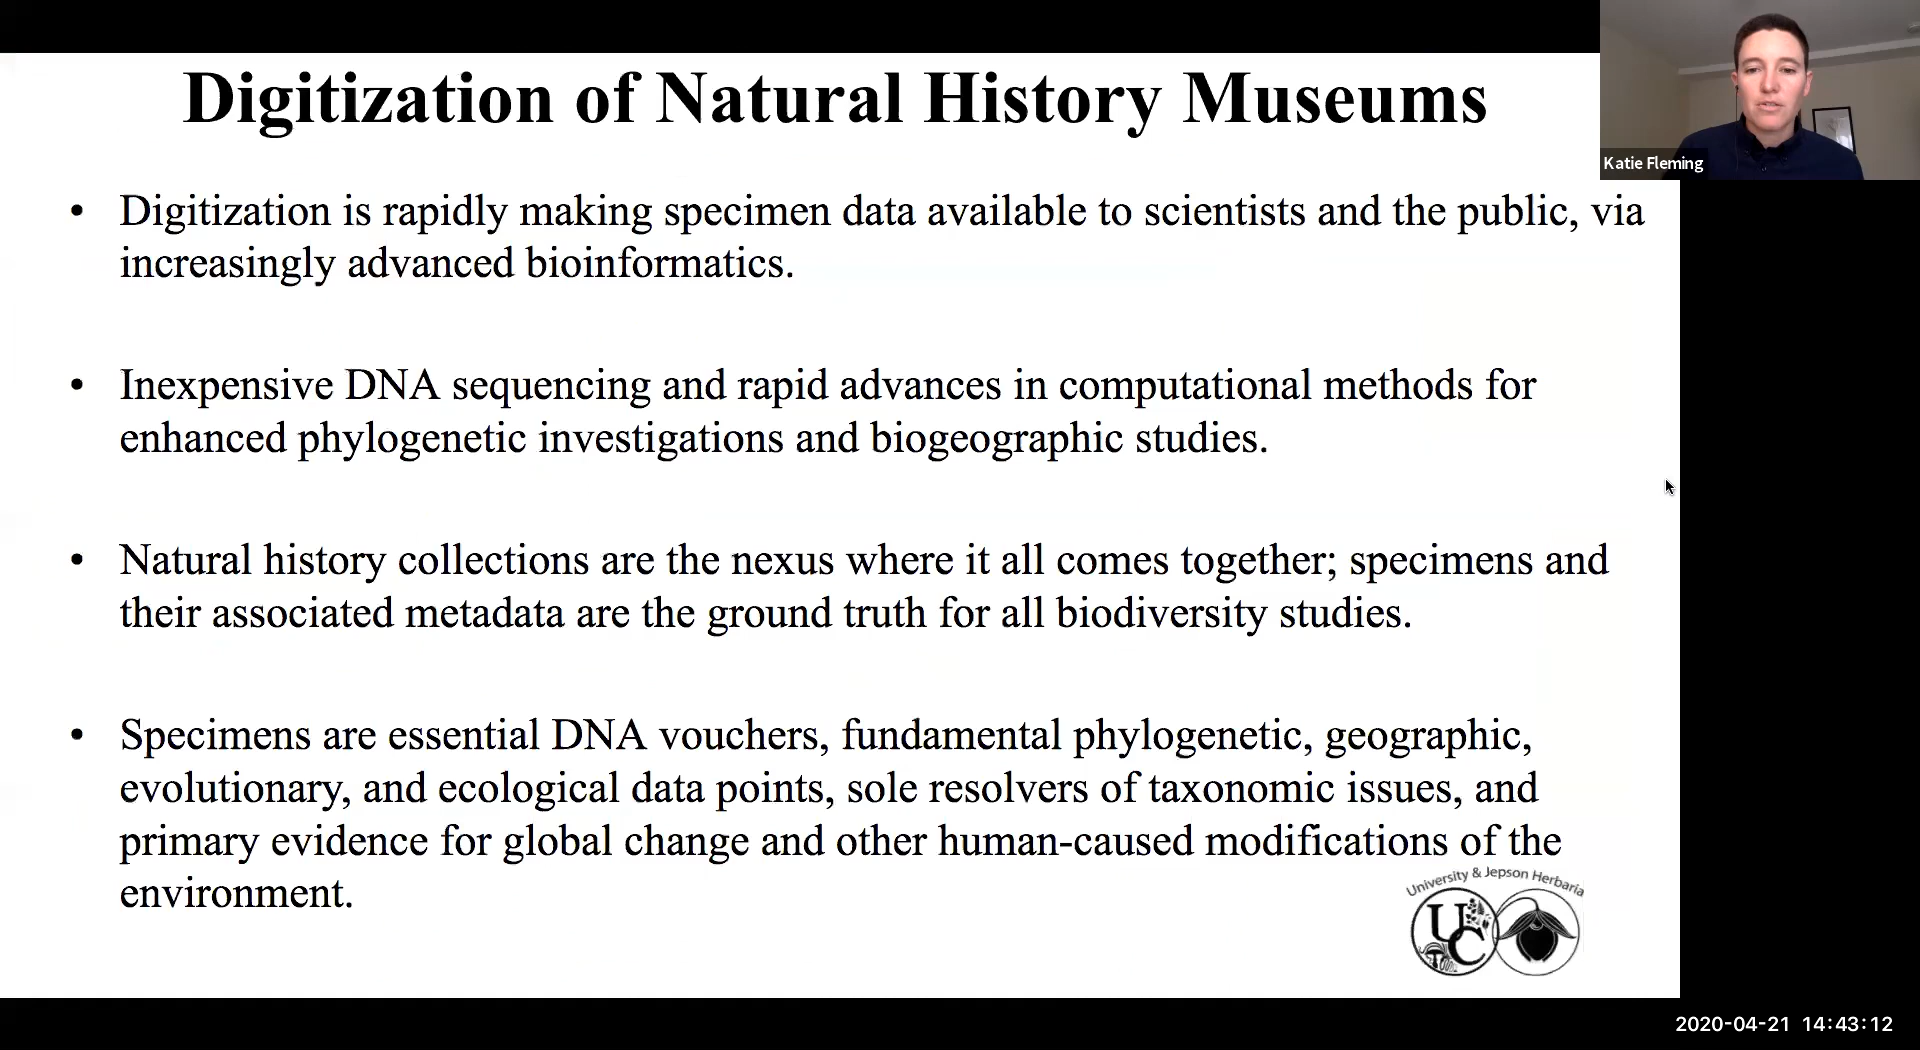 Digitization of Natural History Museums
Katie Fleming
• Digitization is rapidly making specimen data available to scientists and the public, via
increasingly advanced bioinformatics.
• Inexpensive DNA sequencing and rapid advances in computational methods for
enhanced phylogenetic investigations and biogeographic studies.
• Natural history collections are the nexus where it all comes together; specimens and
their associated metadata are the ground truth for all biodiversity studies.
• Specimens are essential DNA vouchers, fundamental phylogenetic, geographic,
evolutionary, and ecological data points, sole resolvers of taxonomic issues, and
primary evidence for global change and other human-caused modifications of the
environment.
University & Jepson Herbaria
UC
2020-04-21 14:43:12